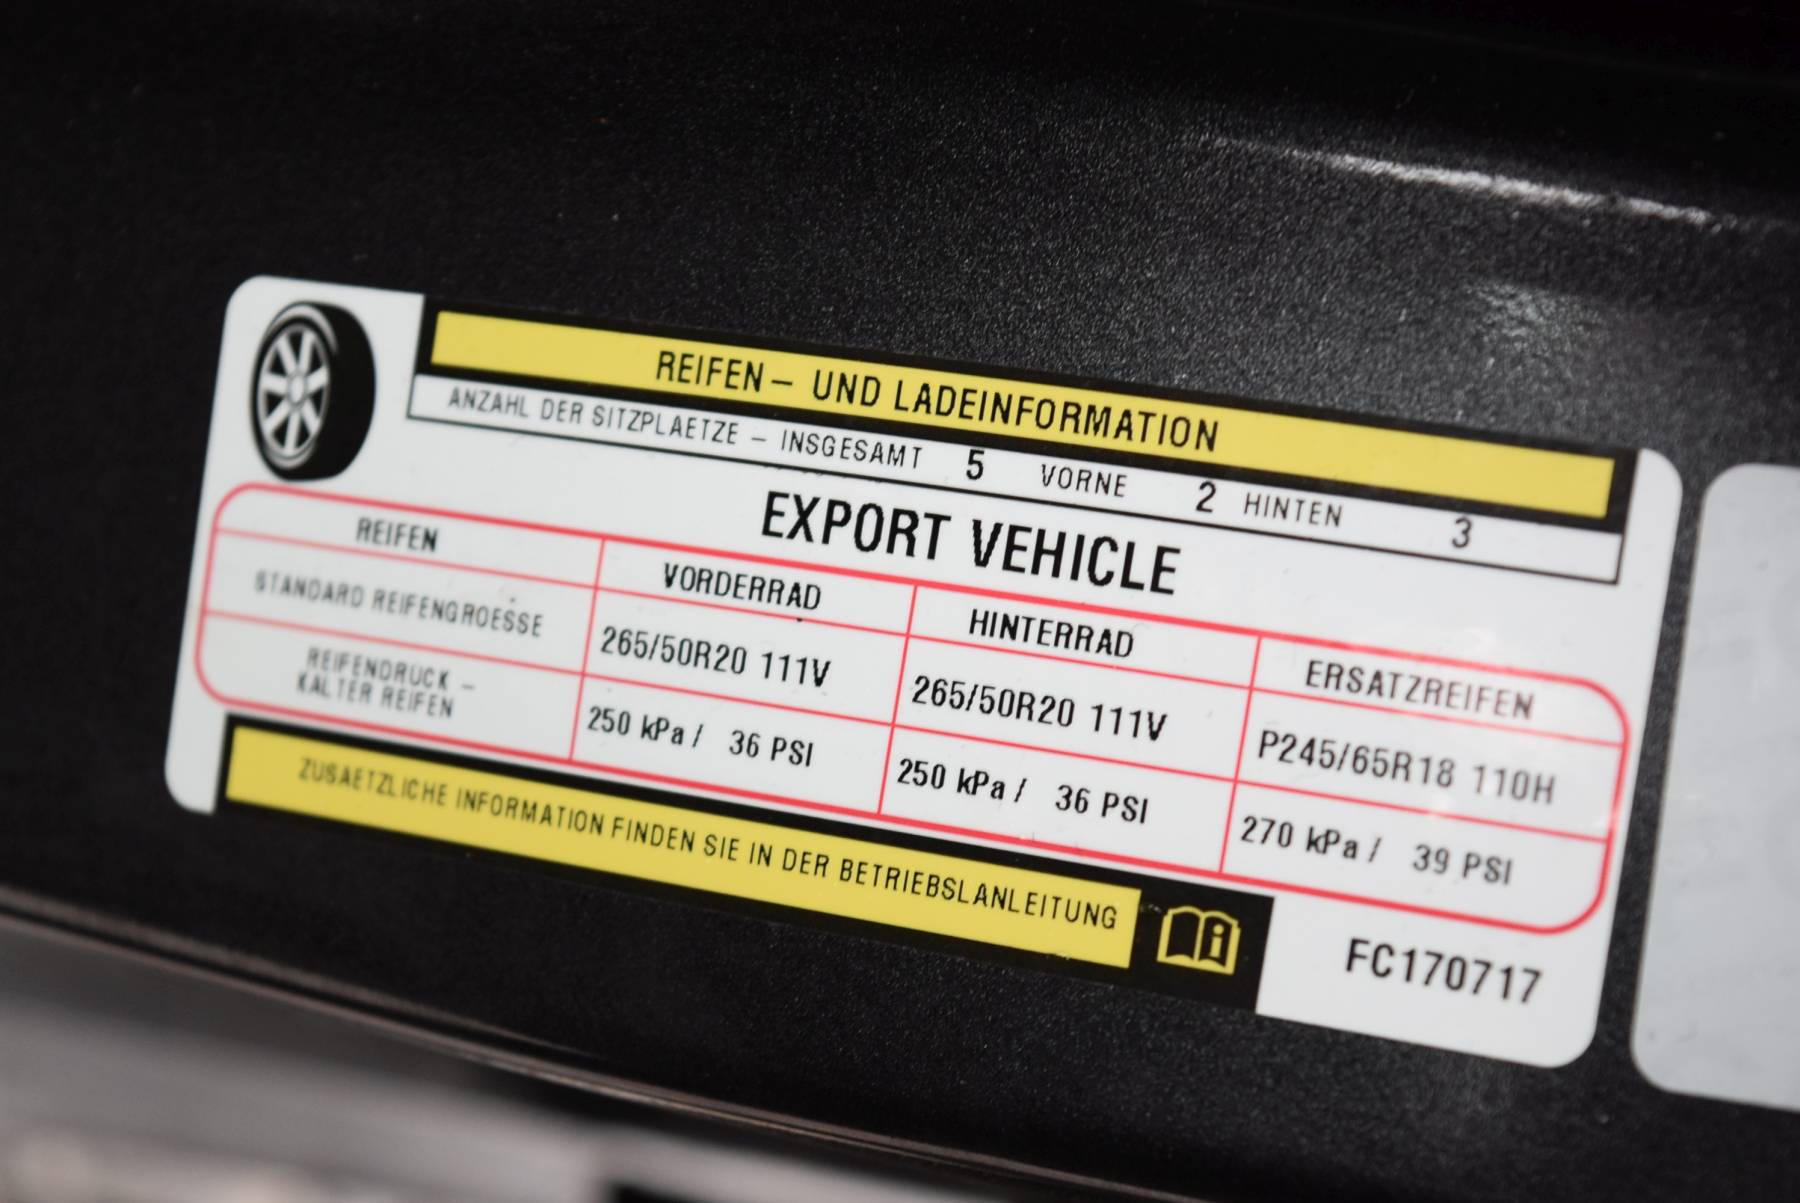 REIFEN– UND LADEINFORMATION
ANZAHL DER SITZPLAETZE – INSGESAMT 5 VORNE 2 HINTEN 3
EXPORT VEHICLE
REIFEN VORDERRAD HINTERRAD ERSATZREIFEN
STANDARD REIFENGROESSE 265/50R20 111V 265/50R20 111V P245/65R18 110H
REIFENDRUCK –
KALTER REIFEN 250 kPa / 36 PSI 250 kPa / 36 PSI 270 kPa / 39 PSI
ZUSAETZLICHE INFORMATION FINDEN SIE IN DER BETRIEBSLANLEITUNG
FC170717